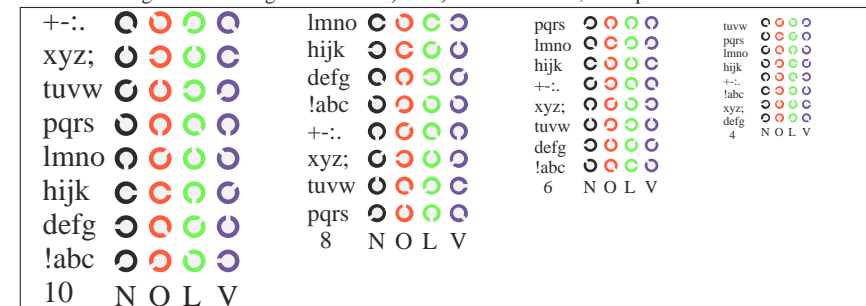 +-:.
xyz;
tuvw
pqrs
lmno
hijk
defg
!abc
10 N O L V
lmno
hijk
defg
!abc
+-:.
xyz;
tuvw
pqrs
8 N O L V
pqrs
lmno
hijk
+-:.
xyz;
tuvw
defg
!abc
6 N O L V
tuvw
pqrs
lmno
hijk
+-:.
!abc
xyz;
defg
4 N O L V